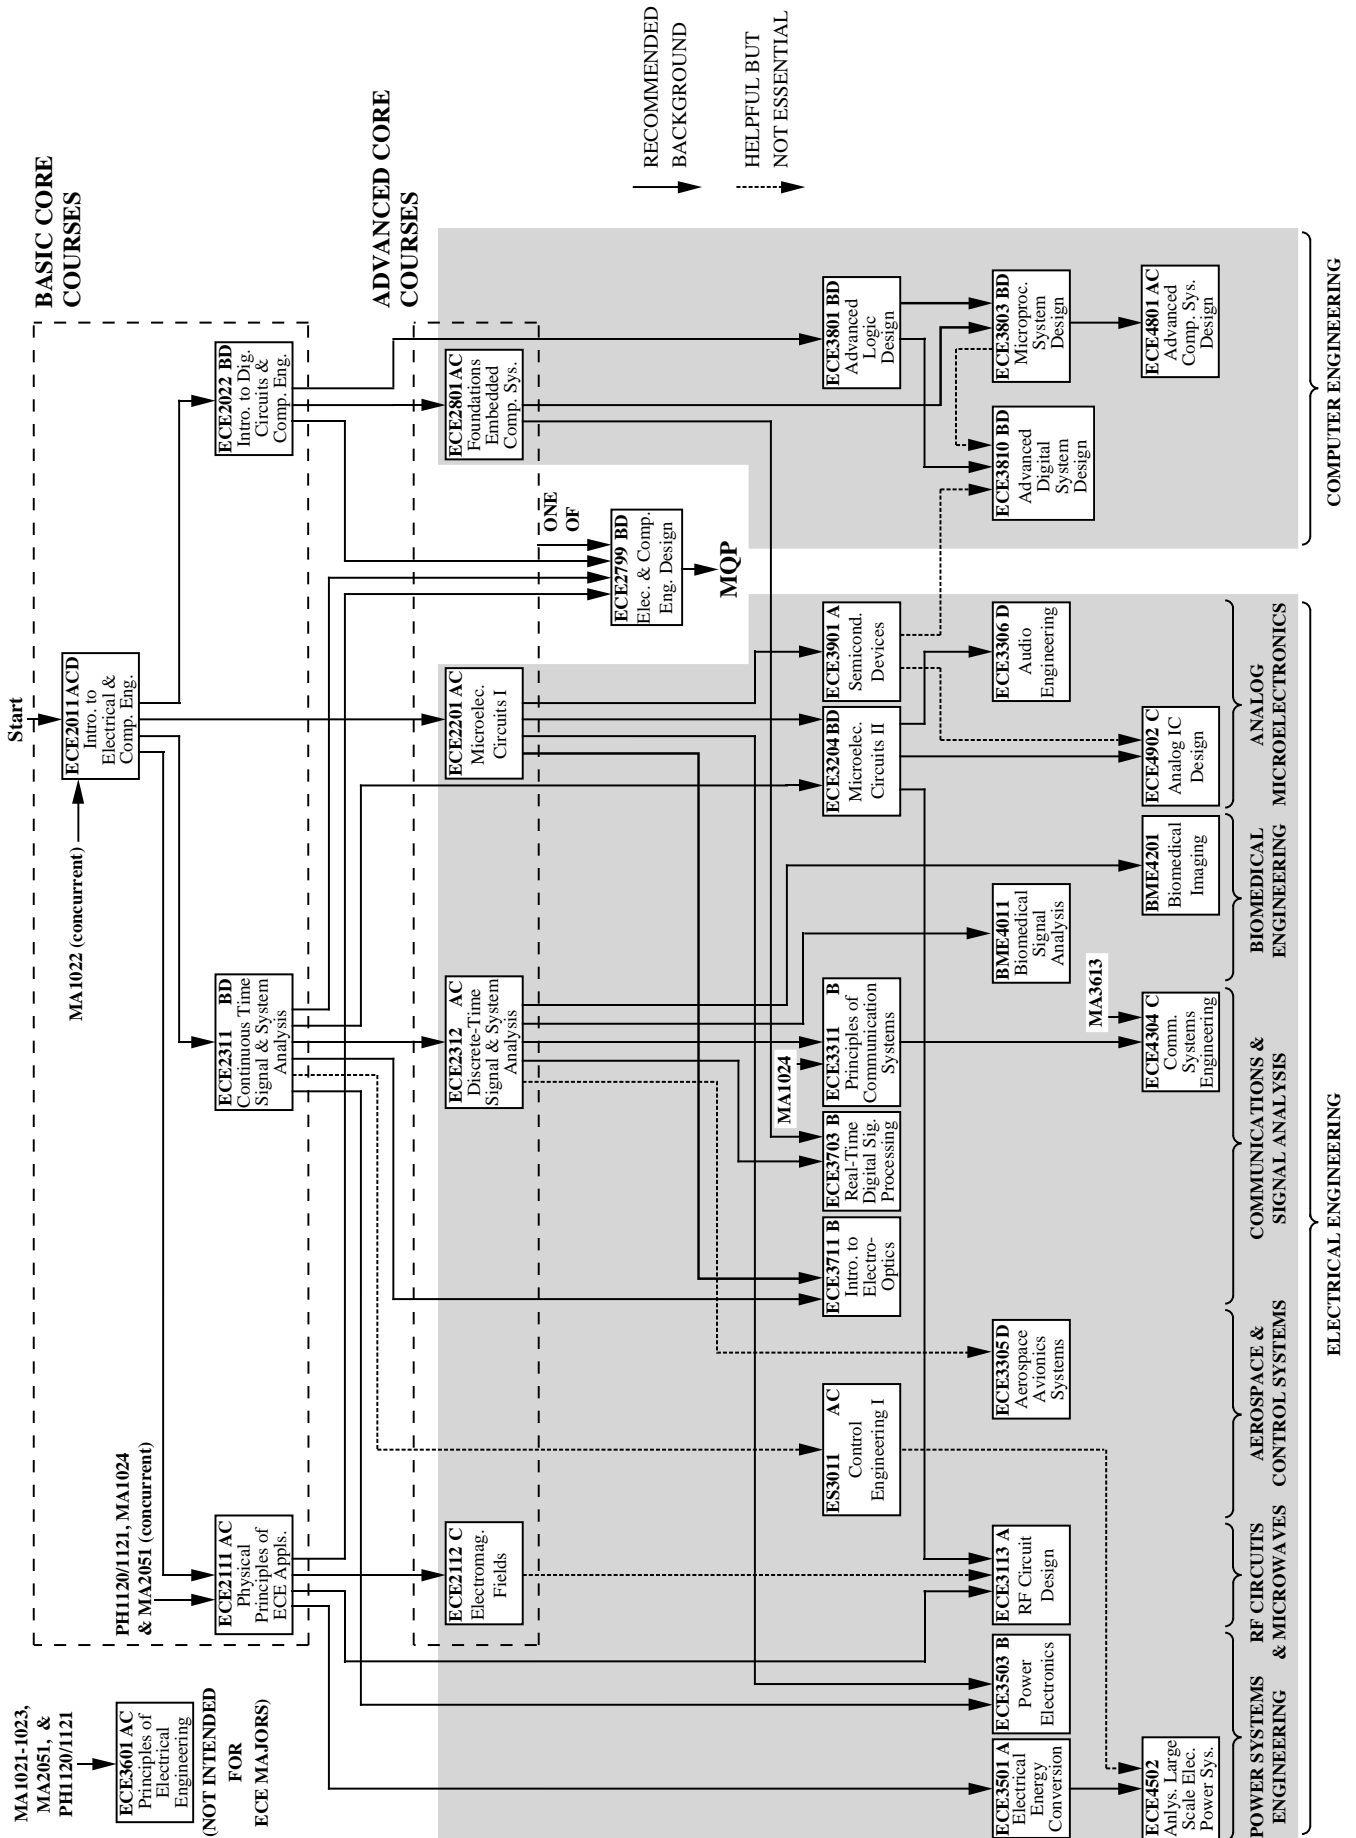 MA1021-1023,
MA2051, &
PH1120/1121
ECE3601 AC
Principles of
Electrical
Engineering
(NOT INTENDED
FOR
ECE MAJORS)
Start
BASIC CORE
COURSES
MA1022 (concurrent)
ECE2011 ACD
Intro. to
Electrical &
Comp. Eng.
PH1120/1121, MA1024
& MA2051 (concurrent)
ECE2111 AC
Physical
Principles of
ECE Appls.
ECE2311 BD
Continuous Time
Signal & System
Analysis
ECE2022 BD
Intro. to Dig.
Circuits &
Comp. Eng.
ADVANCED CORE
COURSES
ECE2112 C
Electromag.
Fields
ECE2312 AC
Discrete-Time
Signal & System
Analysis
ECE2201 AC
Microelec.
Circuits I
ECE2801 AC
Foundations
Embedded
Comp. Sys.
ONE
OF
ECE2799 BD
Elec. & Comp.
Eng. Design
MQP
RECOMMENDED
BACKGROUND
HELPFUL BUT
NOT ESSENTIAL
MA1024
ES3011 AC
Control
Engineering I
ECE3711 B
Intro. to
Electro-
Optics
ECE3703 B
Real-Time
Digital Sig.
Processing
ECE3311 B
Principles of
Communication
Systems
ECE3204 BD
Microelec.
Circuits II
ECE3901 A
Semicond.
Devices
ECE3801 BD
Advanced
Logic
Design
ECE3501 A
Electrical
Energy
Conversion
ECE3503 B
Power
Electronics
ECE3113 A
RF Circuit
Design
ECE3305 D
Aerospace
Avionics
Systems
BME4011
Biomedical
Signal
Analysis
ECE3306 D
Audio
Engineering
ECE3810 BD
Advanced
Digital
System
Design
ECE3803 BD
Microproc.
System
Design
MA3613
ECE4502
Anlys. Large
Scale Elec.
Power Sys.
ECE4304 C
Comm.
Systems
Engineering
BME4201
Biomedical
Imaging
ECE4902 C
Analog IC
Design
ECE4801 AC
Advanced
Comp. Sys.
Design
POWER SYSTEMS
ENGINEERING
RF CIRCUITS
& MICROWAVES
AEROSPACE &
CONTROL SYSTEMS
COMMUNICATIONS &
SIGNAL ANALYSIS
BIOMEDICAL
ENGINEERING
ANALOG
MICROELECTRONICS
ELECTRICAL ENGINEERING
COMPUTER ENGINEERING